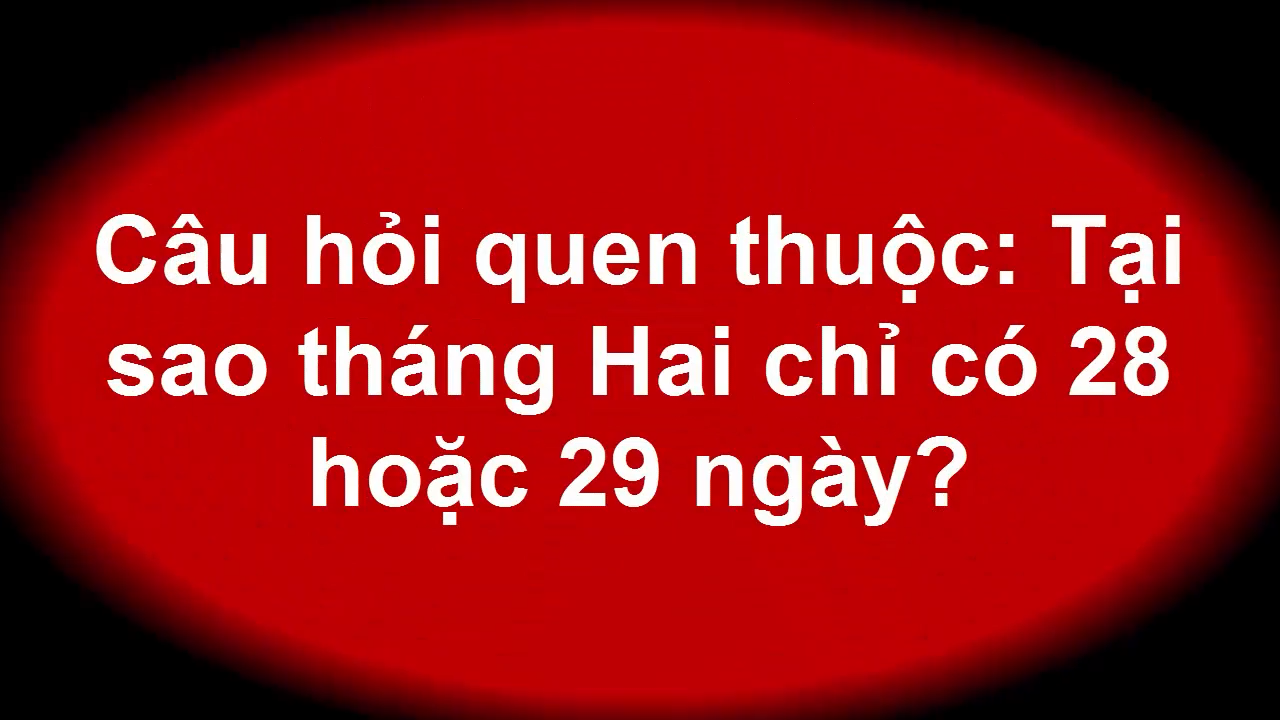 Câu hỏi quen thuộc: Tại
sao tháng Hai chỉ có 28
hoặc 29 ngày?